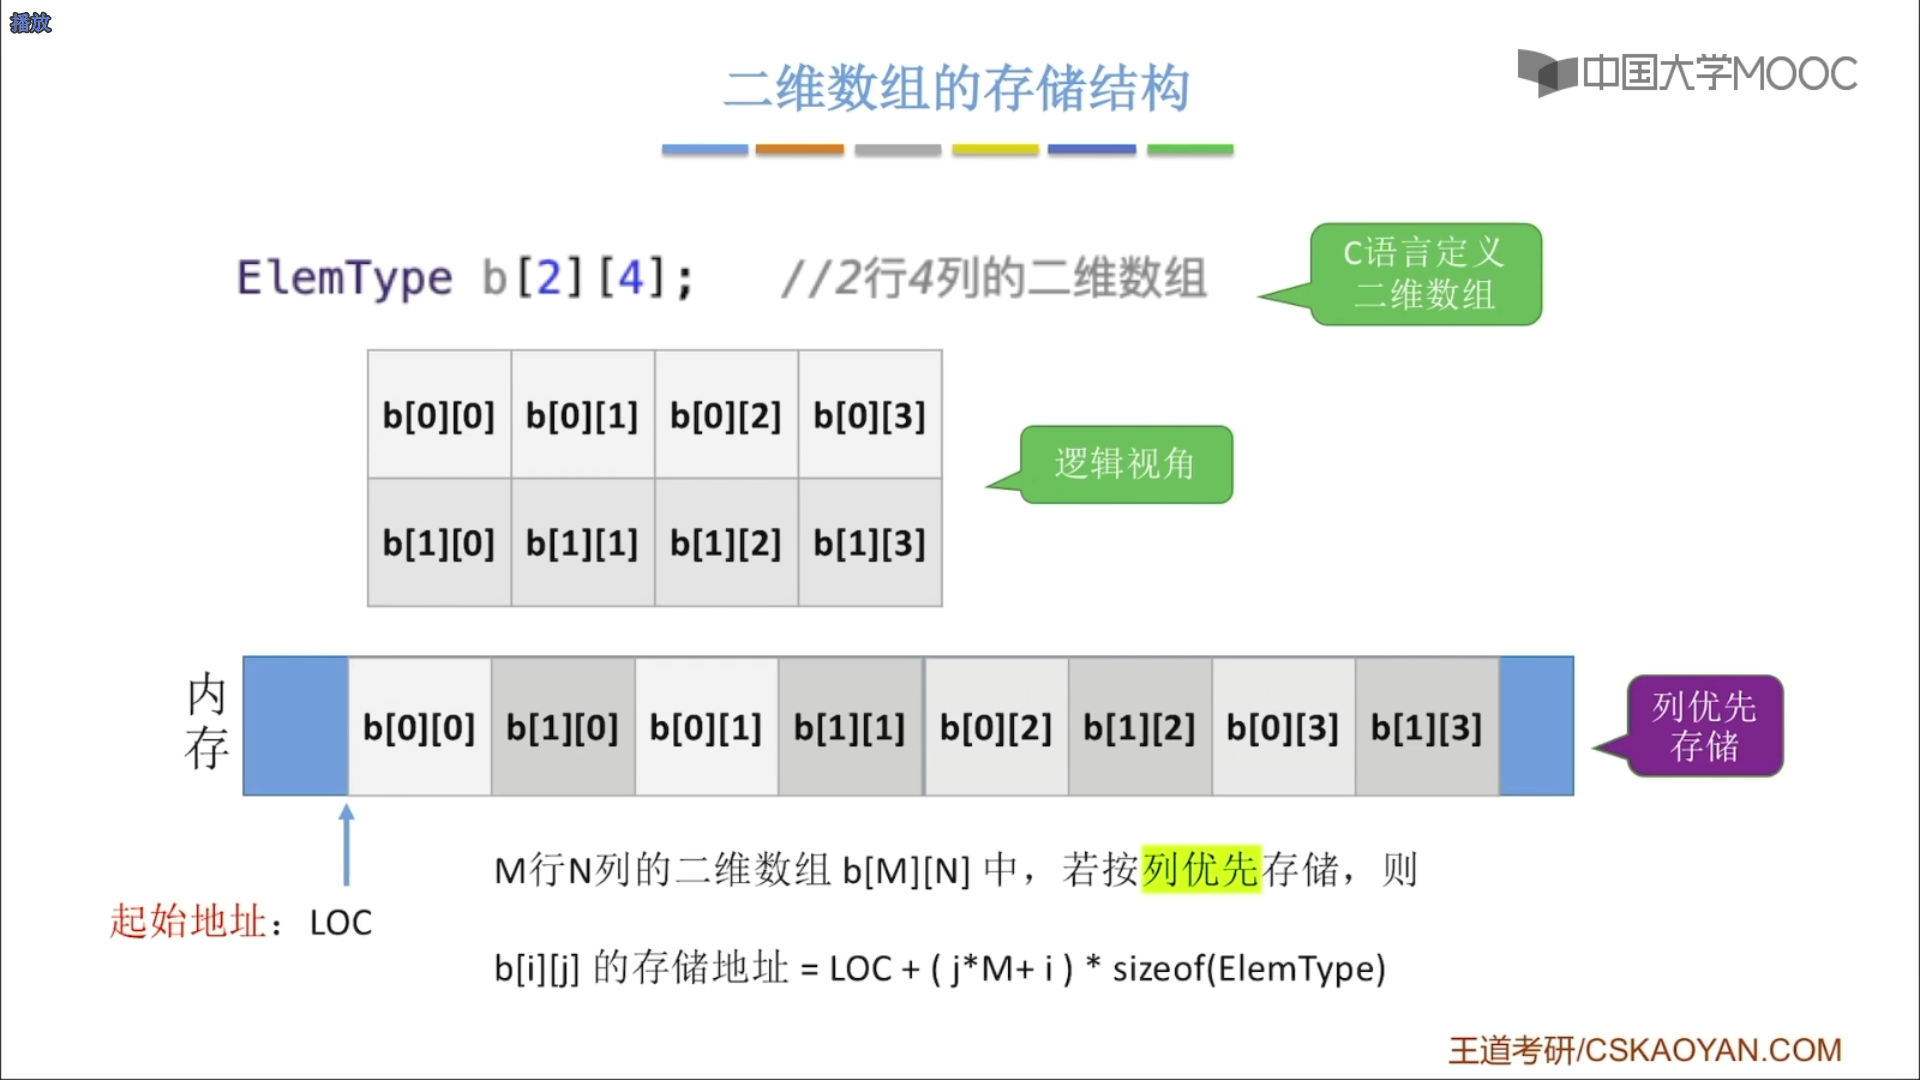 播放
中国大学MOOC
二维数组的存储结构
ElemType b[2][4]; //2行4列的二维数组
C语言定义
二维数组
b[0][0] b[0][1] b[0][2] b[0][3]
逻辑视角
b[1][0] b[1][1] b[1][2] b[1][3]
内存
b[0][0] b[1][0] b[0][1] b[1][1] b[0][2] b[1][2] b[0][3] b[1][3]
列优先
存储
M行N列的二维数组 b[M][N] 中，若按列优先存储，则
起始地址：LOC
b[i][j] 的存储地址 = LOC + ( j*M+ i ) * sizeof(ElemType)
王道考研/CSKAOYAN.COM